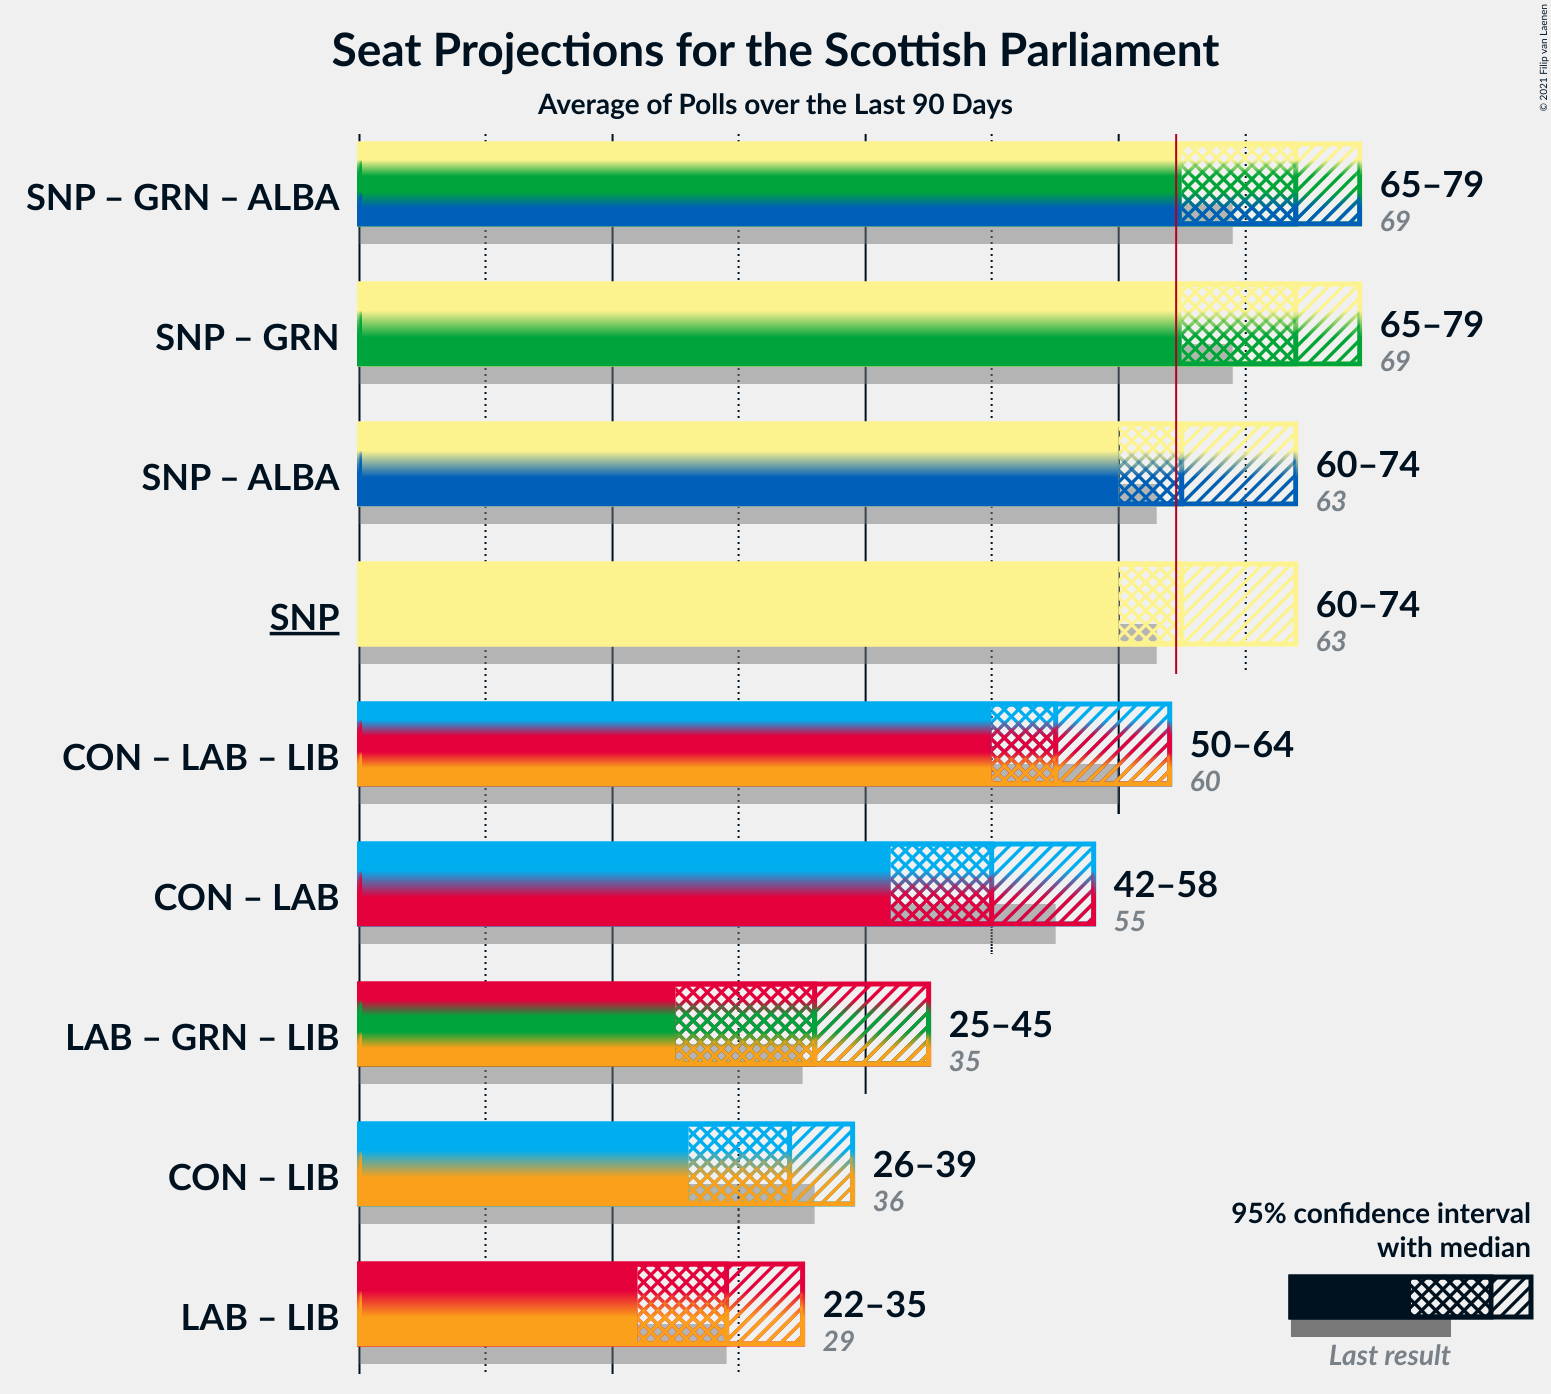 Seat Projections for the Scottish Parliament
Average of Polls over the Last 90 Days
© 2021 Filip van Laenen
SNP – GRN – ALBA
65–79
69
SNP – GRN
65–79
69
SNP – ALBA
60–74
63
SNP
60–74
63
CON – LAB – LIB
50–64
60
CON – LAB
42–58
55
LAB – GRN – LIB
25–45
35
CON – LIB
26–39
36
LAB – LIB
22–35
29
95% confidence interval
with median
Last result